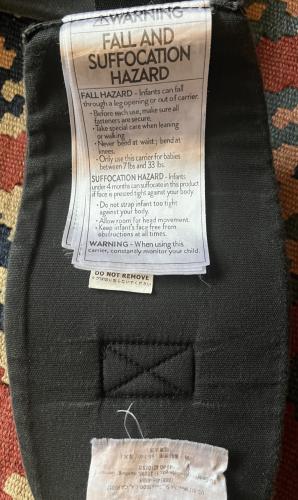 ⚠WARNING
FALL AND
SUFFOCATION
HAZARD
FALL HAZARD - Infants can fall
through a leg opening or out of carrier.
• Before each use, make sure all
fasteners are secure.
• Take special care when leaning
or walking.
• Never bend at waist; bend at
knees.
• Only use this carrier for babies
between 7 lbs and 33 lbs.
SUFFOCATION HAZARD - Infants
under 4 months can suffocate in this product
if face is pressed tight against your body.
• Do not strap infant too tight
against your body.
• Allow room for head movement.
• Keep infant's face free from
obstructions at all times.
WARNING - When using this
carrier, constantly monitor your child.
DO NOT REMOVE